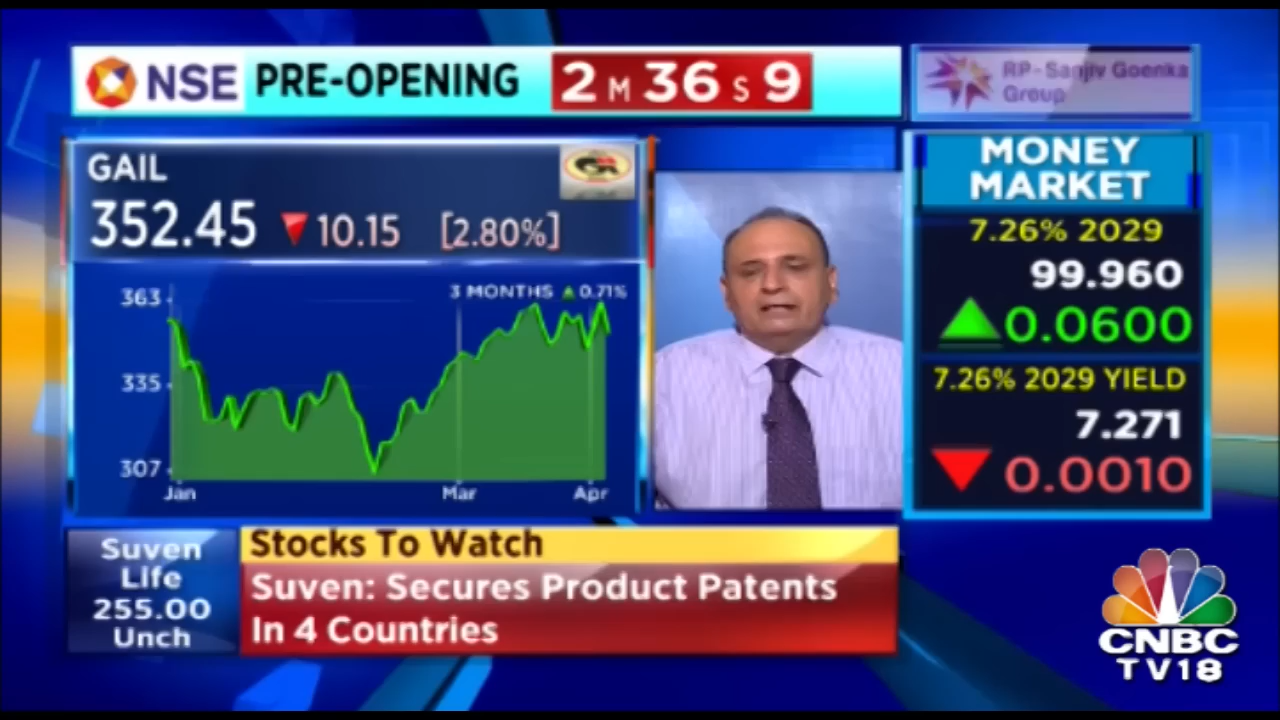 NSE PRE-OPENING 2 M 36 S 9
RP-Sanjiv Goenka
Group
GAIL
352.45 ▼ 10.15 [2.80%]
3 MONTHS ▲ 0.71%
363
335
307
Jan Mar Apr
MONEY
MARKET
7.26% 2029
99.960
▲ 0.0600
7.26% 2029 YIELD
7.271
▼ 0.0010
Suven
Life
255.00
Unch
Stocks To Watch
Suven: Secures Product Patents
In 4 Countries
CNBC
TV18